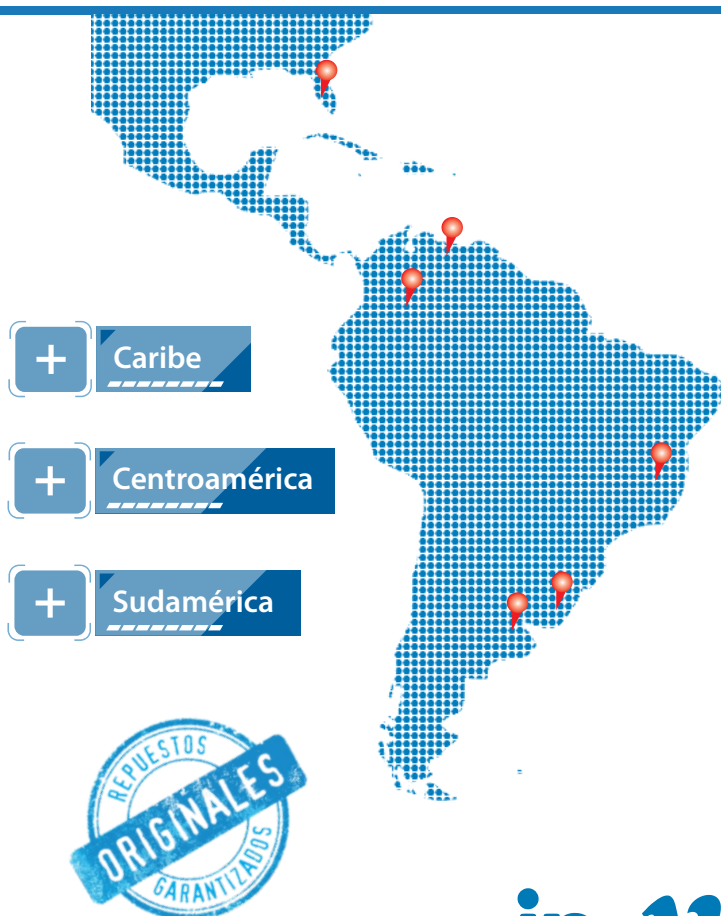 + Caribe
+ Centroamérica
+ Sudamérica
REPUESTOS
ORIGINALES
GARANTIZADOS